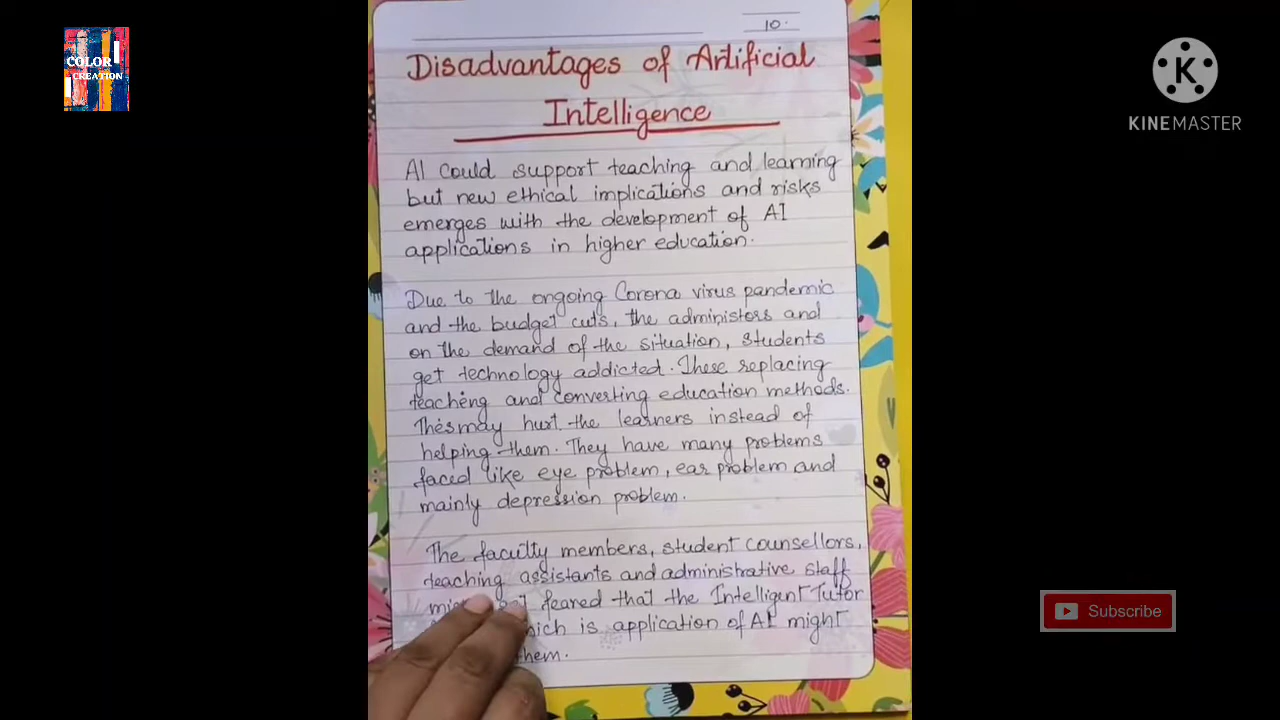 COLOR
CREATION
KINEMASTER
10.
Disadvantages of Artificial
Intelligence
AI could support teaching and learning
but new ethical implications and risks
emerges with the development of AI
applications in higher education.
Due to the ongoing Corona virus pandemic
and the budget cuts, the administors and
on the demand of the situation, students
get technology addicted. These replacing
teaching and converting education methods.
This may hurt the learners instead of
helping them. They have many problems
faced like eye problem, ear problem and
mainly depression problem.
The faculty members, student counsellors,
teaching assistants and administrative staff
feared that the Intelligent Tutor
is application of AI might
Subscribe